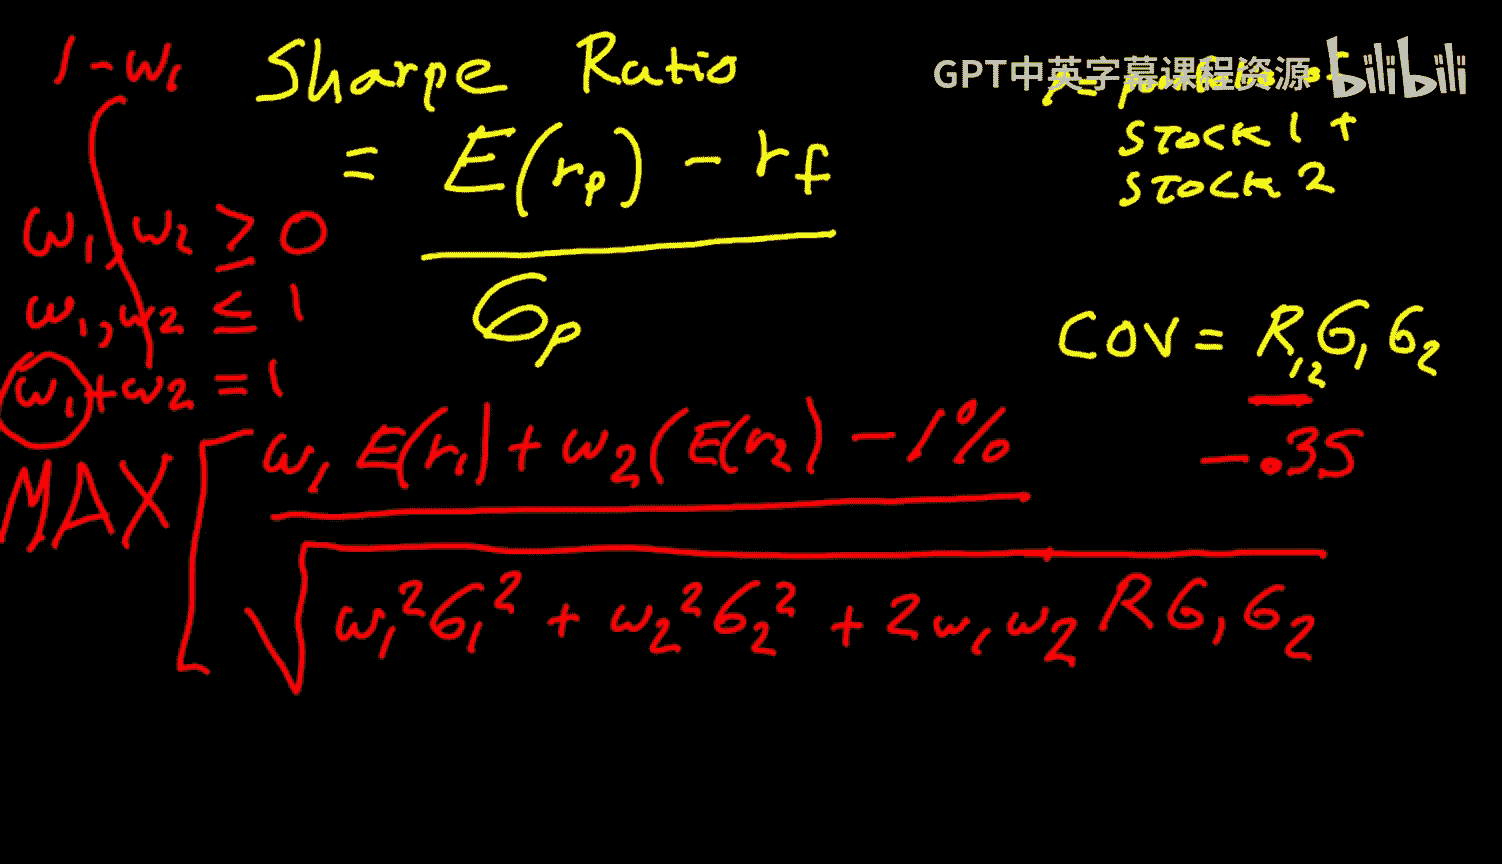 1-w₁
Sharpe Ratio
= E(rₚ) - r_f
σₚ
GPT中英字幕课程资源 bilibili
STOCK 1 +
STOCK 2
w₁, w₂ ≥ 0
w₁, w₂ ≤ 1
w₁+w₂ = 1
COV = R₁₂σ₁σ₂
-.35
MAX [ w₁ E(r₁) + w₂(E(r₂) - 1%
√ w₁²σ₁² + w₂²σ₂² + 2w₁w₂Rσ₁σ₂